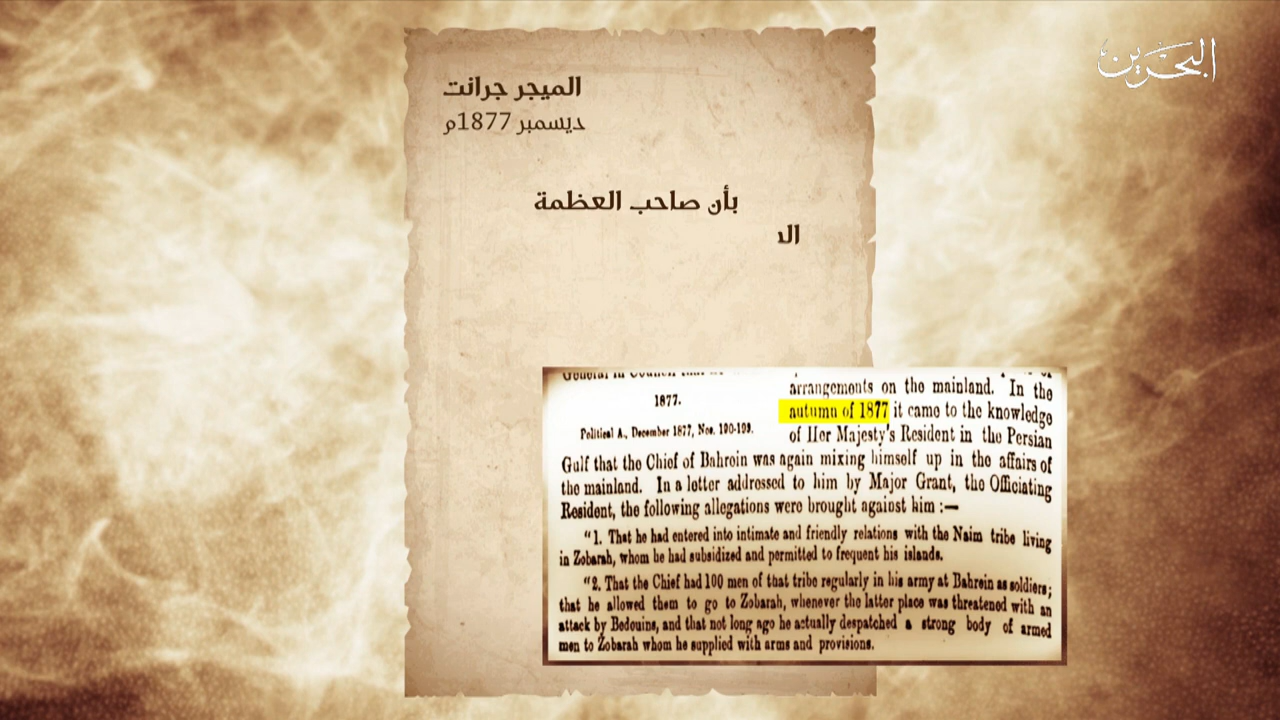 البحرين
الميجر جرانت
ديسمبر 1877م
بأن صاحب العظمة
الا
General in Council that
arrangements on the mainland. In the
1877.
autumn of 1877 it came to the knowledge
Political A., December 1877, Nos. 190-193.
of Her Majesty's Resident in the Persian
Gulf that the Chief of Bahrein was again mixing himself up in the affairs of
the mainland. In a letter addressed to him by Major Grant, the Officiating
Resident, the following allegations were brought against him :—
"1. That he had entered into intimate and friendly relations with the Naim tribe living
in Zobarah, whom he had subsidized and permitted to frequent his islands.
"2. That the Chief had 100 men of that tribe regularly in his army at Bahrein as soldiers;
that he allowed them to go to Zobarah, whenever the latter place was threatened with an
attack by Bedouins, and that not long ago he actually despatched a strong body of armed
men to Zobarah whom he supplied with arms and provisions.